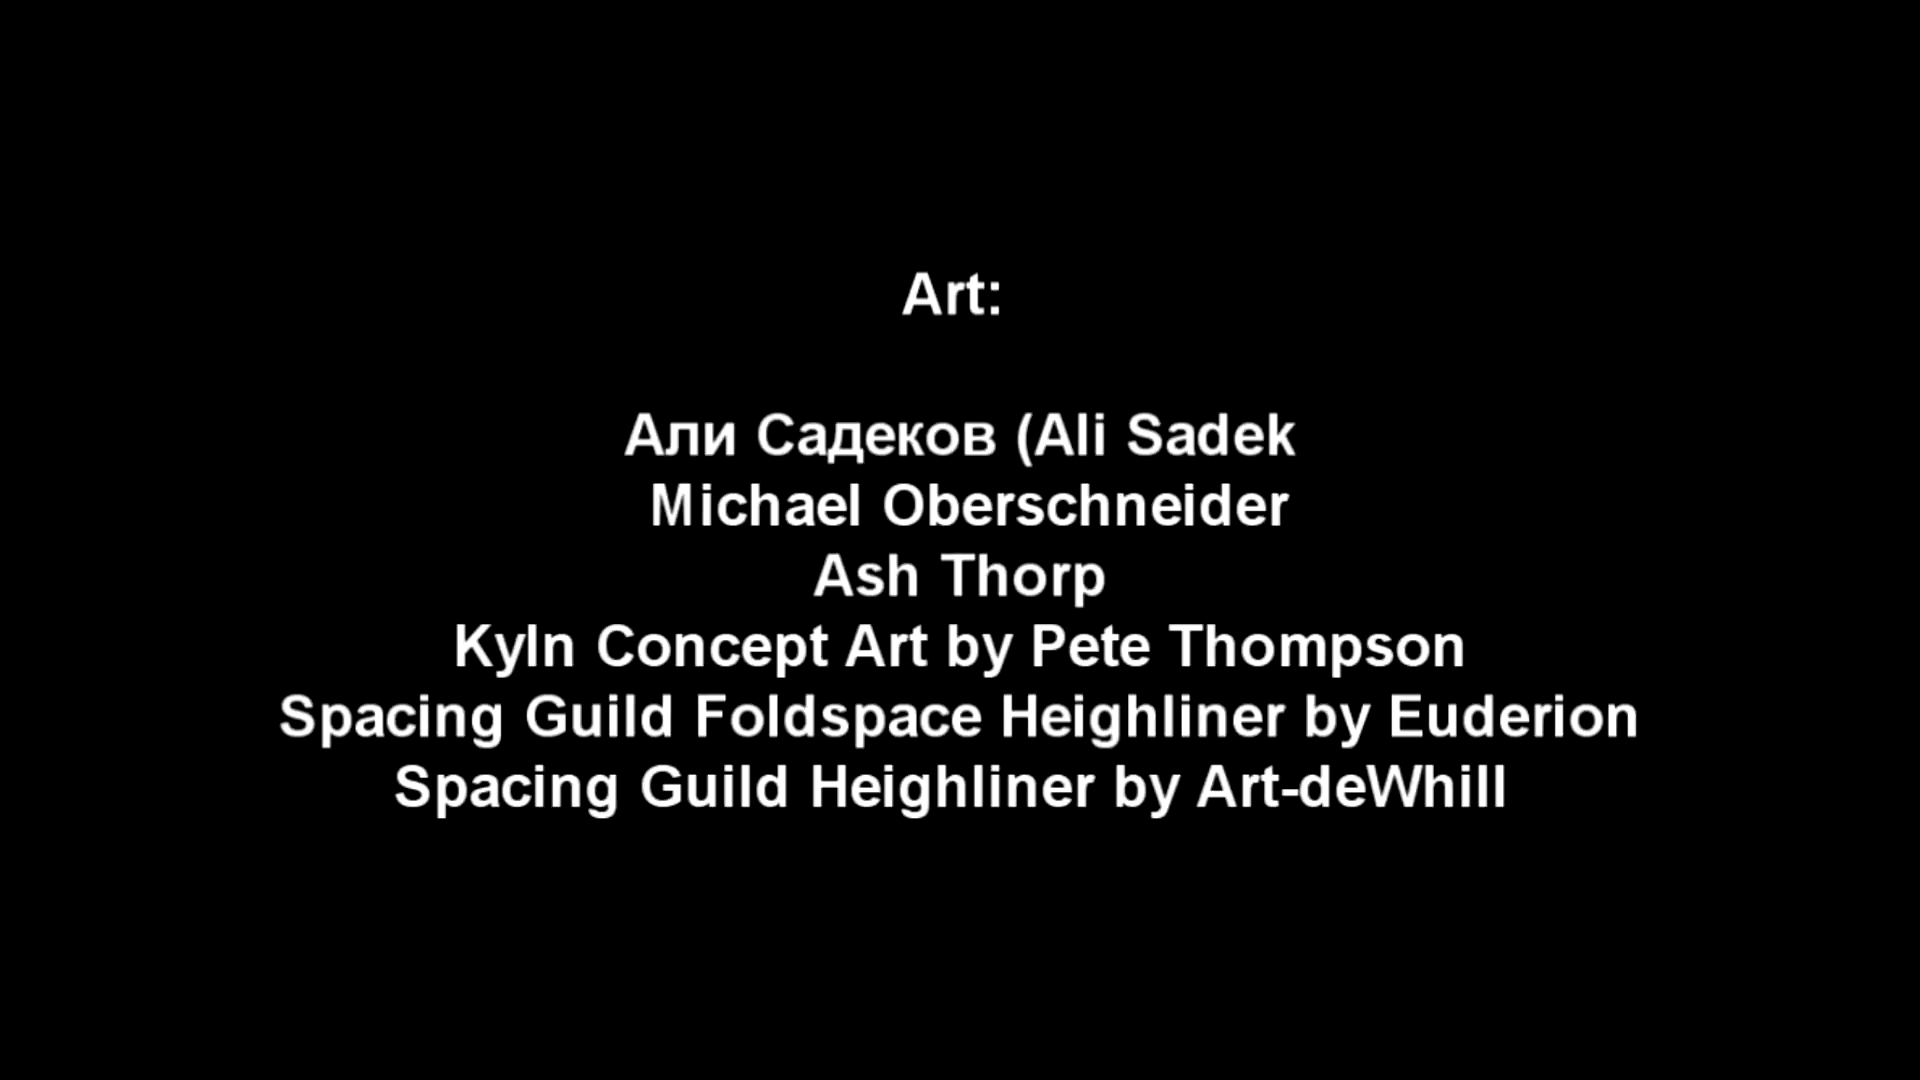 Art:
Али Садеков (Ali Sadek
Michael Oberschneider
Ash Thorp
Kyln Concept Art by Pete Thompson
Spacing Guild Foldspace Heighliner by Euderion
Spacing Guild Heighliner by Art-deWhill